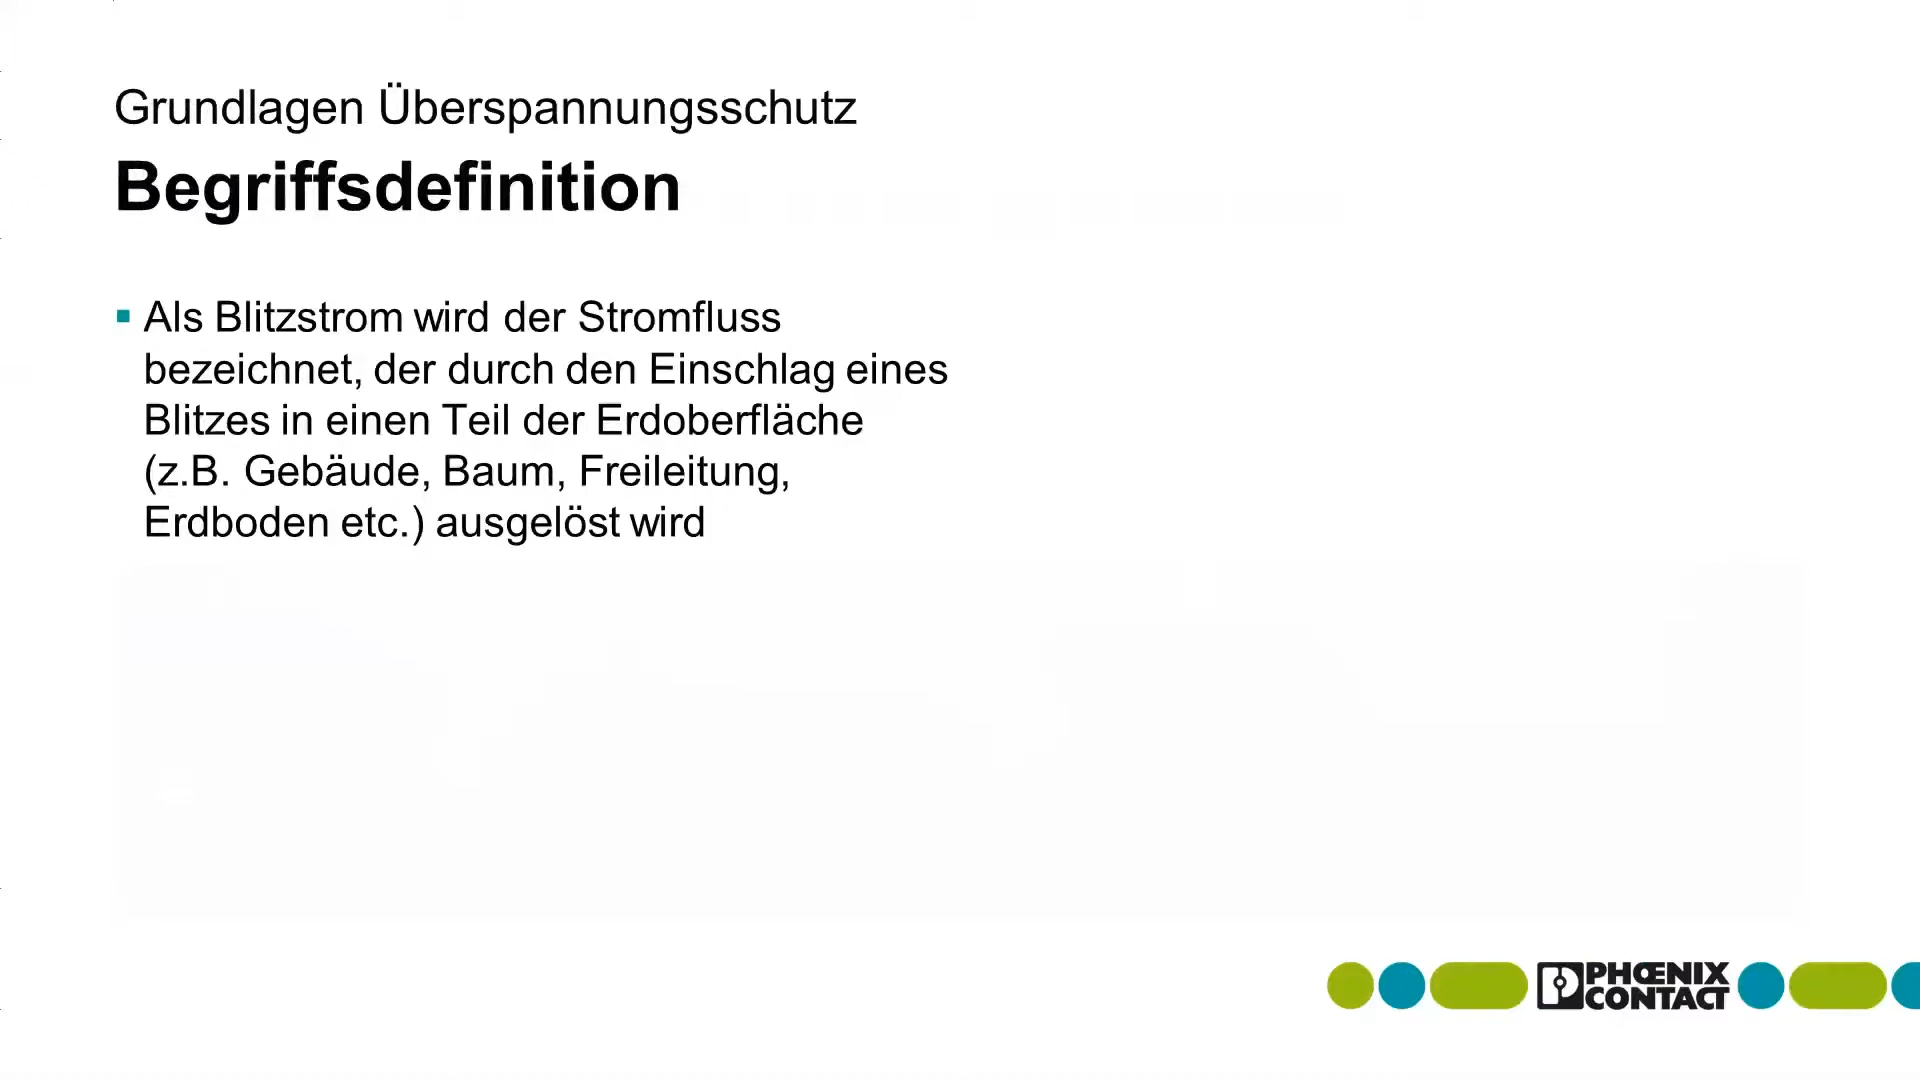 Grundlagen Überspannungsschutz
Begriffsdefinition
▪ Als Blitzstrom wird der Stromfluss
bezeichnet, der durch den Einschlag eines
Blitzes in einen Teil der Erdoberfläche
(z.B. Gebäude, Baum, Freileitung,
Erdboden etc.) ausgelöst wird
PHŒNIX
CONTACT